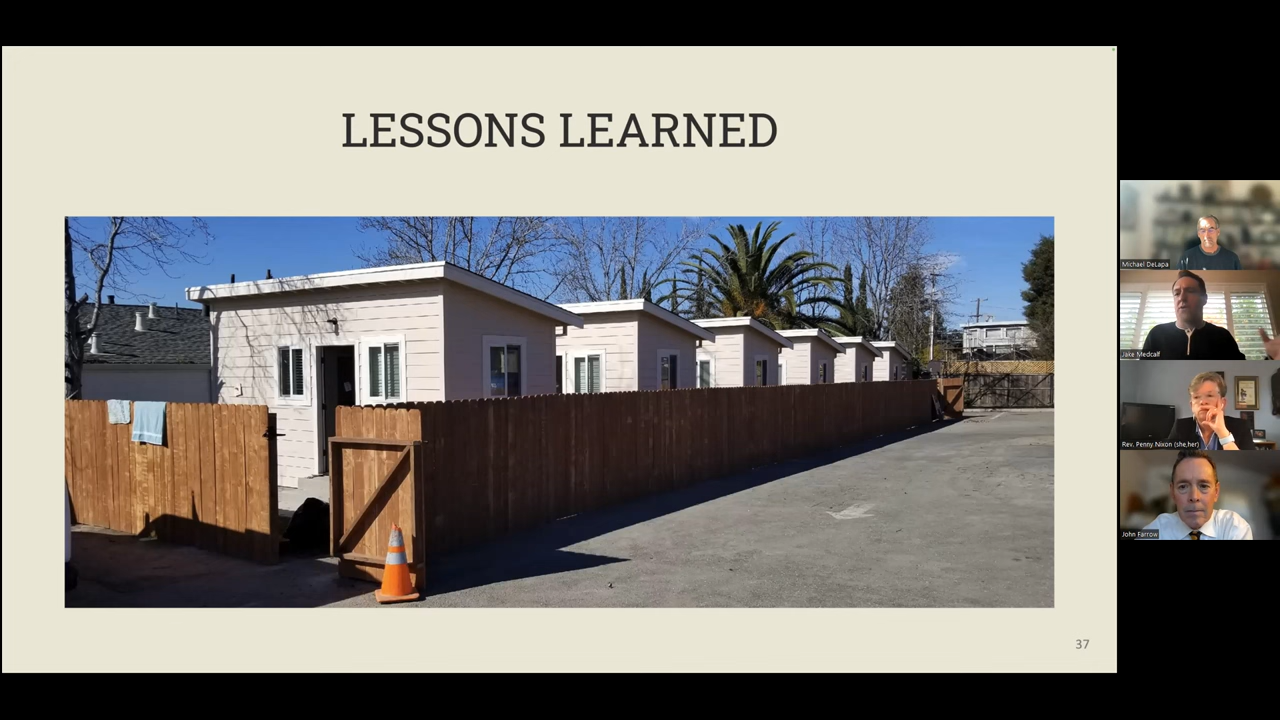 LESSONS LEARNED
37
Michael DeLapa
Jake Medcalf
Rev. Penny Nixon (she,her)
John Farrow